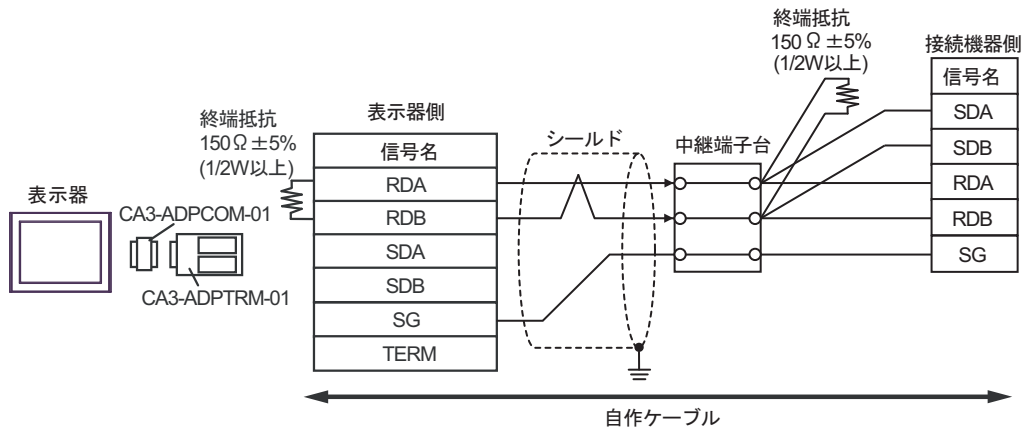 終端抵抗
150 Ω ±5%
(1/2W以上)
接続機器側
信号名
SDA
SDB
RDA
RDB
SG
中継端子台
シールド
表示器側
信号名
RDA
RDB
SDA
SDB
SG
TERM
終端抵抗
150Ω ±5%
(1/2W以上)
表示器
CA3-ADPCOM-01
CA3-ADPTRM-01
自作ケーブル